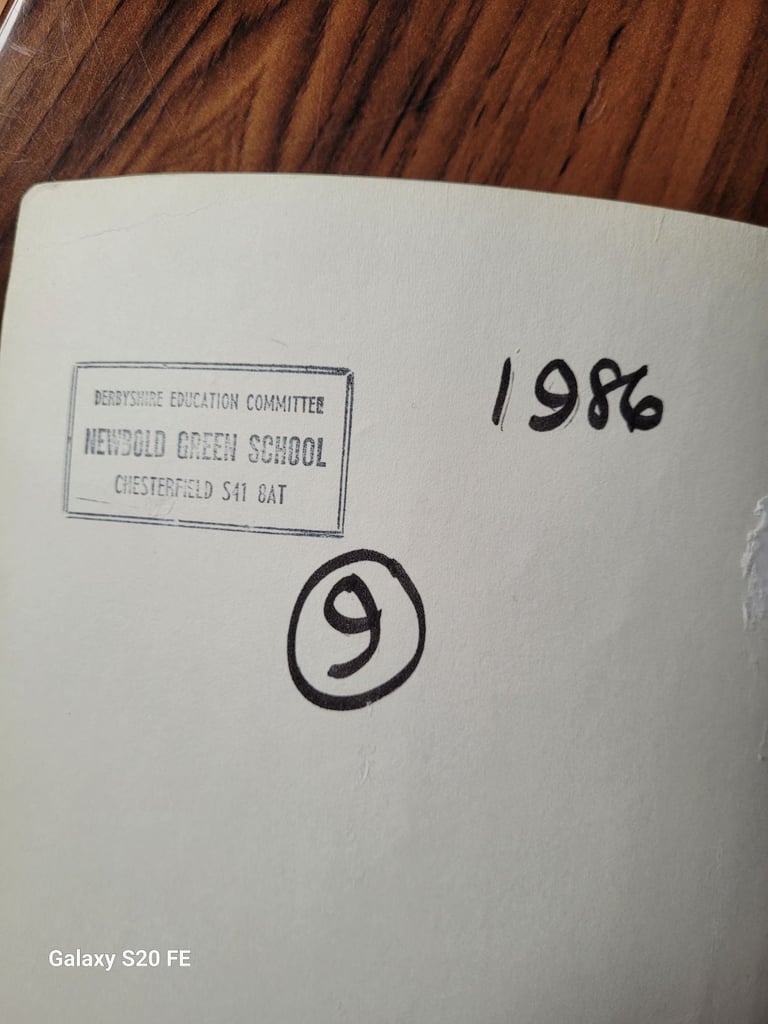 DERBYSHIRE EDUCATION COMMITTEE
NEWBOLD GREEN SCHOOL
CHESTERFIELD S41 8AT
1986
9
Galaxy S20 FE